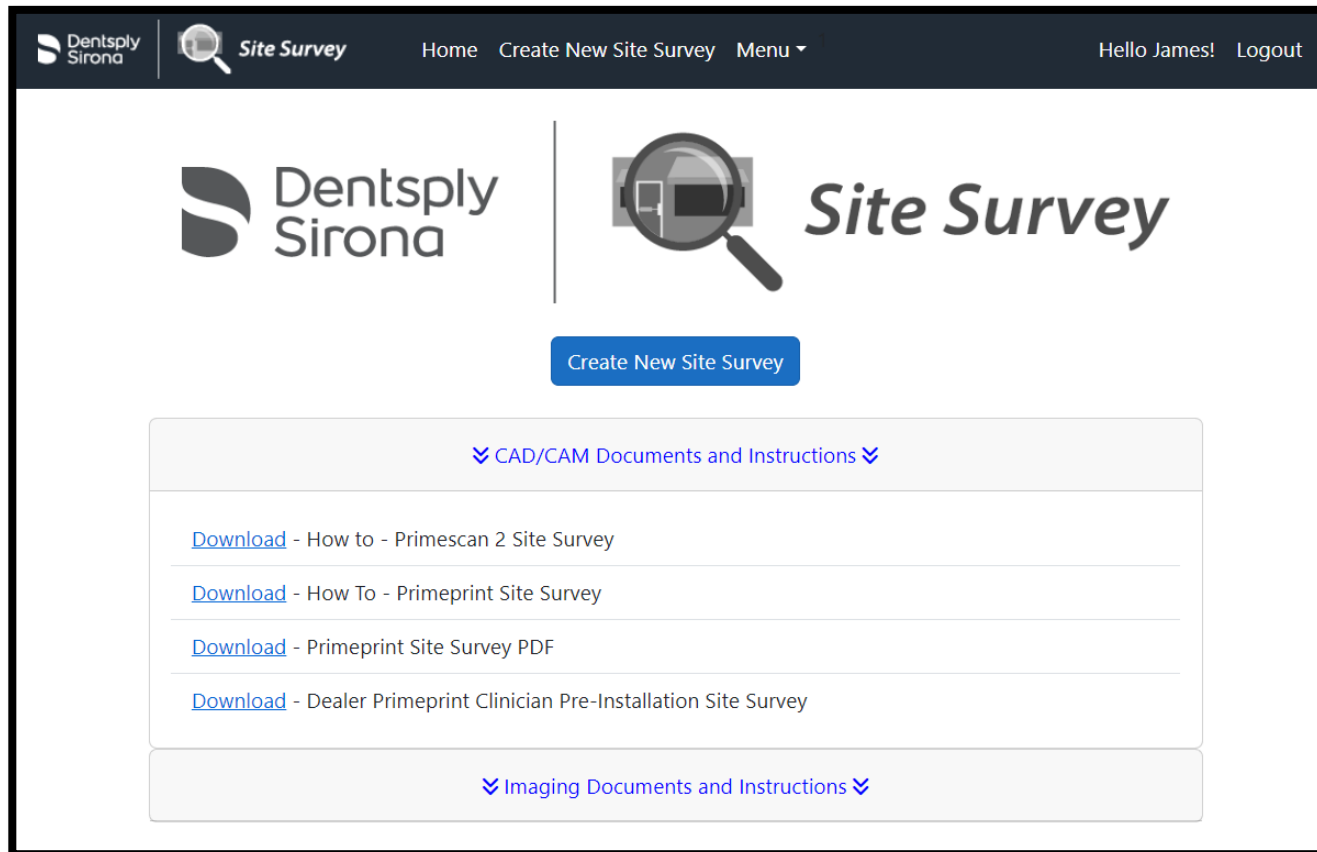 Dentsply
Sirona
Site Survey
Home Create New Site Survey Menu
Hello James! Logout
Dentsply
Sirona
Site Survey
Create New Site Survey
CAD/CAM Documents and Instructions
Download - How to - Primescan 2 Site Survey
Download - How To - Primeprint Site Survey
Download - Primeprint Site Survey PDF
Download - Dealer Primeprint Clinician Pre-Installation Site Survey
Imaging Documents and Instructions